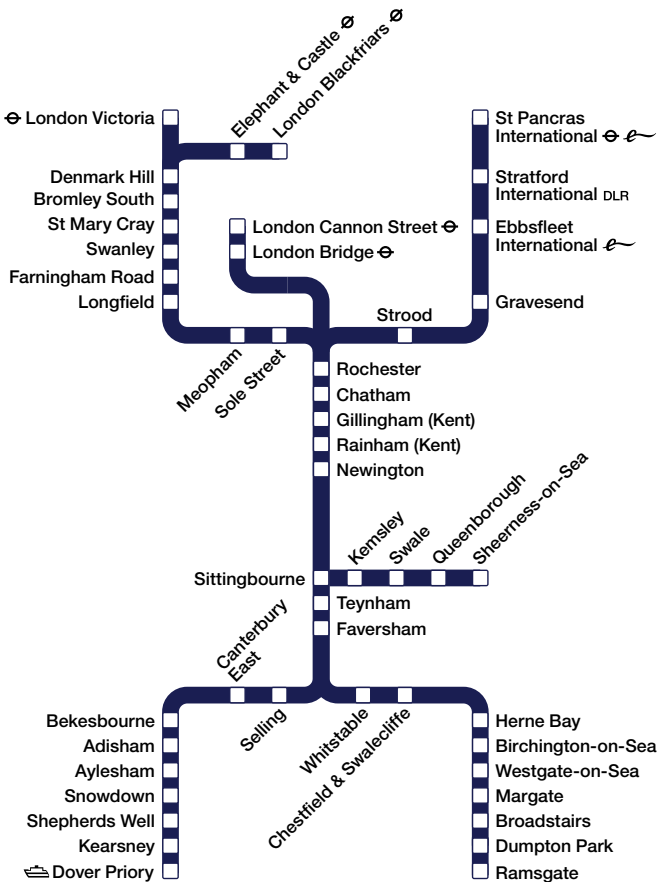 Elephant & Castle
London Blackfriars
London Victoria
St Pancras
International
Denmark Hill
Stratford
International DLR
Bromley South
St Mary Cray
London Cannon Street
Ebbsfleet
International
Swanley
London Bridge
Farningham Road
Longfield
Gravesend
Strood
Meopham
Sole Street
Rochester
Chatham
Gillingham (Kent)
Rainham (Kent)
Newington
Kemsley
Swale
Queenborough
Sheerness-on-Sea
Sittingbourne
Teynham
Faversham
Canterbury
East
Selling
Whitstable
Chestfield & Swalecliffe
Bekesbourne
Herne Bay
Adisham
Birchington-on-Sea
Aylesham
Westgate-on-Sea
Snowdown
Margate
Shepherds Well
Broadstairs
Kearsney
Dumpton Park
Dover Priory
Ramsgate